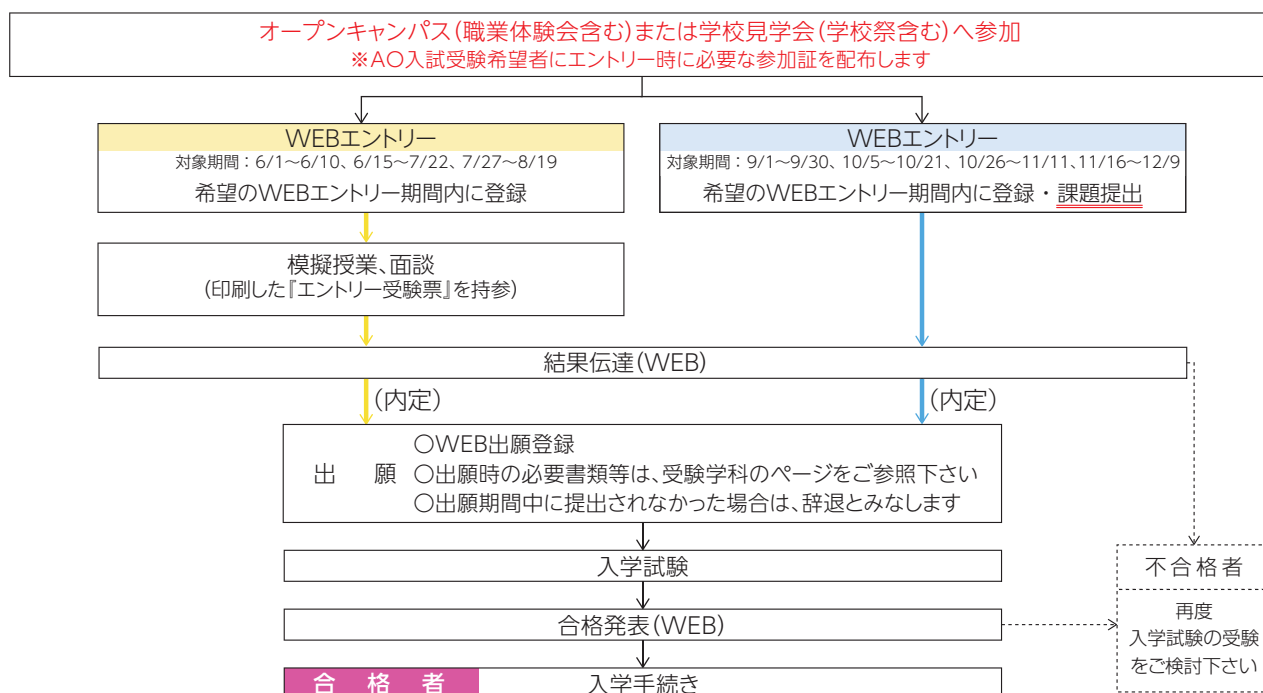 オープンキャンパス(職業体験会含む)または学校見学会(学校祭含む)へ参加
※AO入試受験希望者にエントリー時に必要な参加証を配布します
WEBエントリー
対象期間：6/1～6/10、6/15～7/22、7/27～8/19
希望のWEBエントリー期間内に登録
WEBエントリー
対象期間：9/1～9/30、10/5～10/21、10/26～11/11、11/16～12/9
希望のWEBエントリー期間内に登録・課題提出
模擬授業、面談
(印刷した『エントリー受験票』を持参)
結果伝達(WEB)
(内定)
(内定)
出　願
○WEB出願登録
○出願時の必要書類等は、受験学科のページをご参照下さい
○出願期間中に提出されなかった場合は、辞退とみなします
入学試験
合格発表(WEB)
不合格者
再度
入学試験の受験
をご検討下さい
合格者
入学手続き